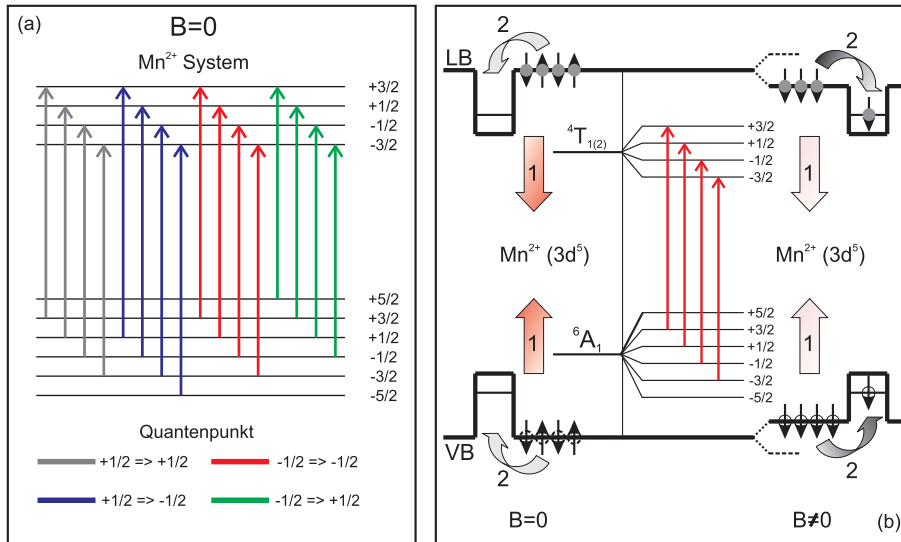 (a)
B=0
Mn²⁺ System
+3/2
+1/2
-1/2
-3/2
+5/2
+3/2
+1/2
-1/2
-3/2
-5/2
Quantenpunkt
+1/2 => +1/2
-1/2 => -1/2
+1/2 => -1/2
-1/2 => +1/2
2
2
LB
⁴T₁₍₂₎
+3/2
+1/2
-1/2
-3/2
1
1
Mn²⁺ (3d⁵)
Mn²⁺ (3d⁵)
1
1
⁶A₁
+5/2
+3/2
+1/2
-1/2
-3/2
-5/2
VB
2
2
B=0
B≠0
(b)